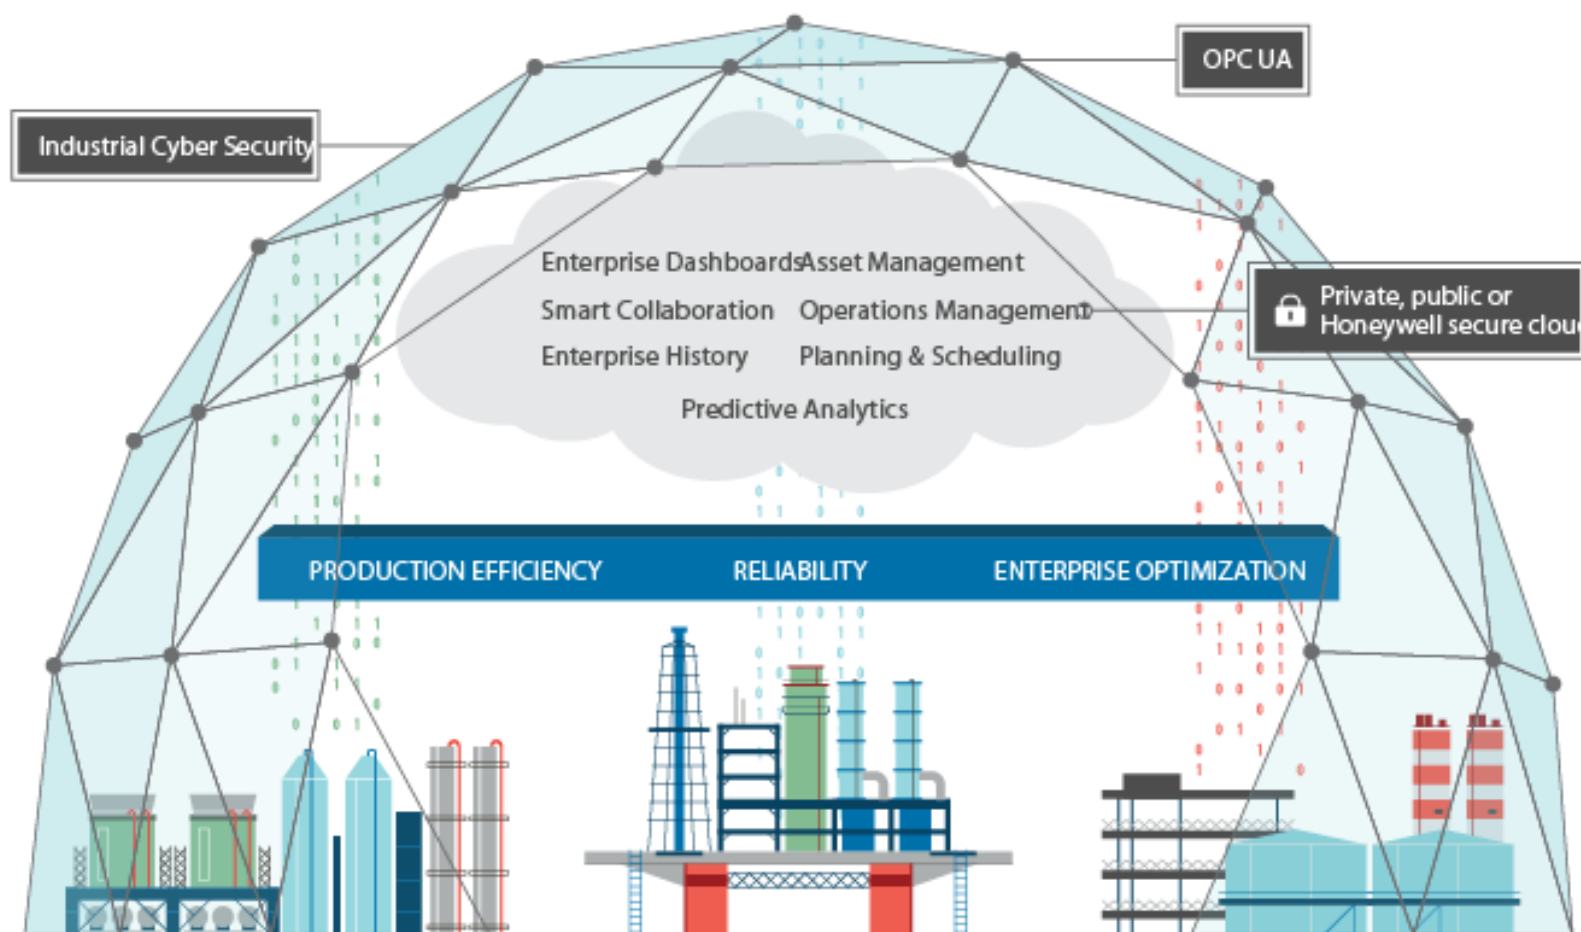 OPC UA
Industrial Cyber Security
Enterprise Dashboards
Asset Management
Smart Collaboration
Operations Management
Private, public or
Honeywell secure clou
Enterprise History
Planning & Scheduling
Predictive Analytics
PRODUCTION EFFICIENCY
RELIABILITY
ENTERPRISE OPTIMIZATION